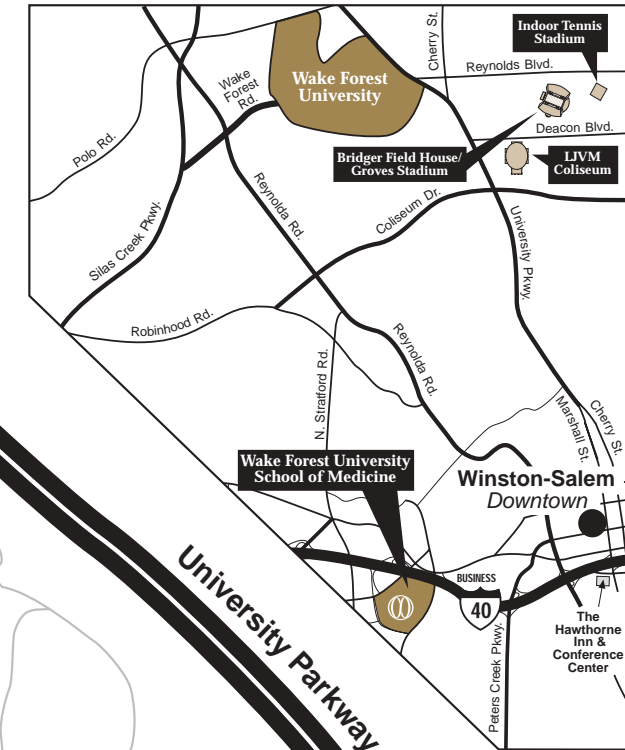 Indoor Tennis
Stadium
Cherry St.
Reynolds Blvd.
Wake
Forest
Rd.
Wake Forest
University
Polo Rd.
Deacon Blvd.
Bridger Field House/
Groves Stadium
LJVM
Coliseum
Reynolda Rd.
Coliseum Dr.
University Pkwy.
Silas Creek Pkwy.
Robinhood Rd.
N. Stratford Rd.
Reynolda Rd.
Marshall St.
Cherry St.
Wake Forest University
School of Medicine
Winston-Salem
Downtown
University Parkway
BUSINESS
40
Peters Creek Pkwy.
The
Hawthorne
Inn &
Conference
Center